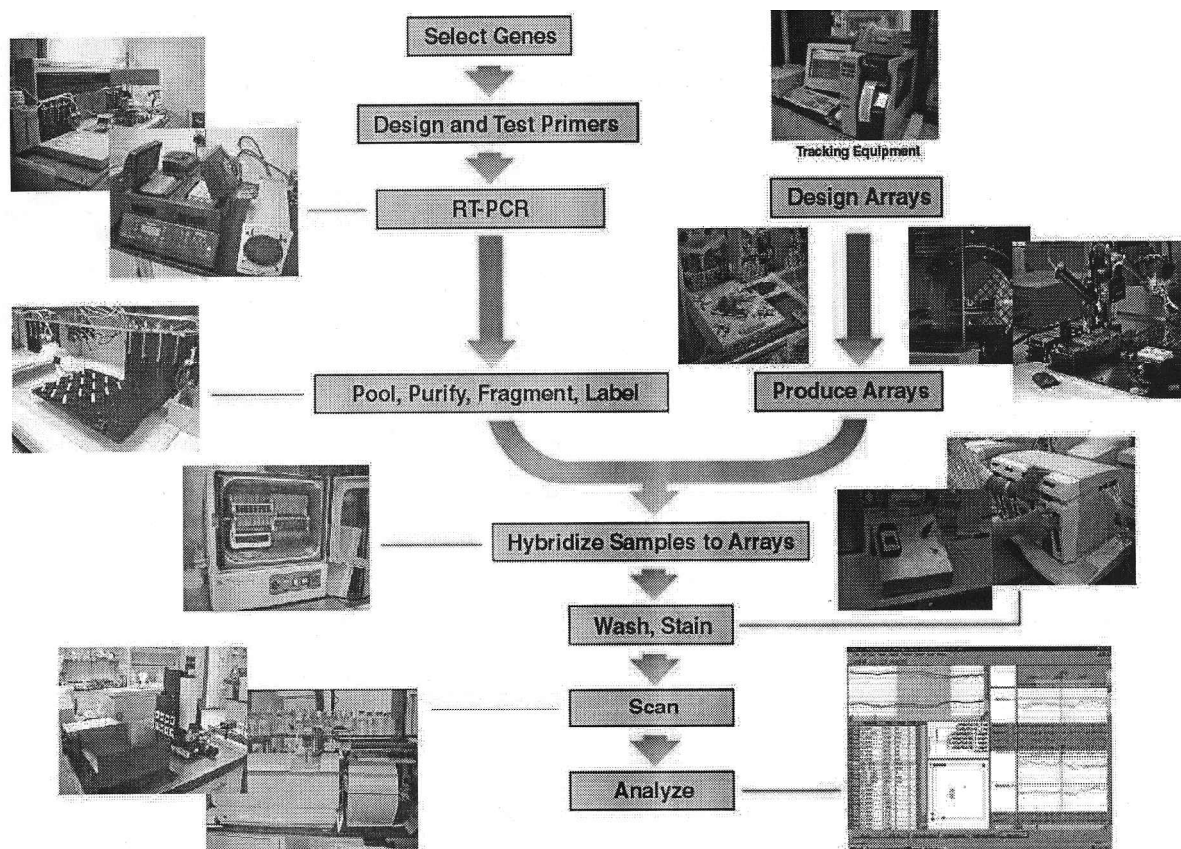 Select Genes
Design and Test Primers
Tracking Equipment
RT-PCR
Design Arrays
Pool, Purify, Fragment, Label
Produce Arrays
Hybridize Samples to Arrays
Wash, Stain
Scan
Analyze